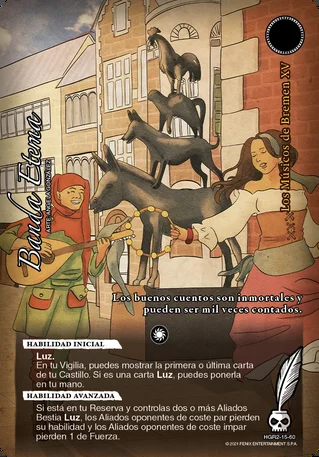 Los Músicos de Bremen XV
Banda Eterna
ARTE: ANGELA GONZÁLEZ
Los buenos cuentos son inmortales y
pueden ser mil veces contados.
HABILIDAD INICIAL
Luz.
En tu Vigilia, puedes mostrar la primera o última carta
de tu Castillo. Si es una carta Luz, puedes ponerla
en tu mano.
HABILIDAD AVANZADA
Si está en tu Reserva y controlas dos o más Aliados
Bestia Luz, los Aliados oponentes de coste par pierden
su habilidad y los Aliados oponentes de coste impar
pierden 1 de Fuerza.
HGR2-15-60
© 2021 FENIX ENTERTAINMENT S.P.A.